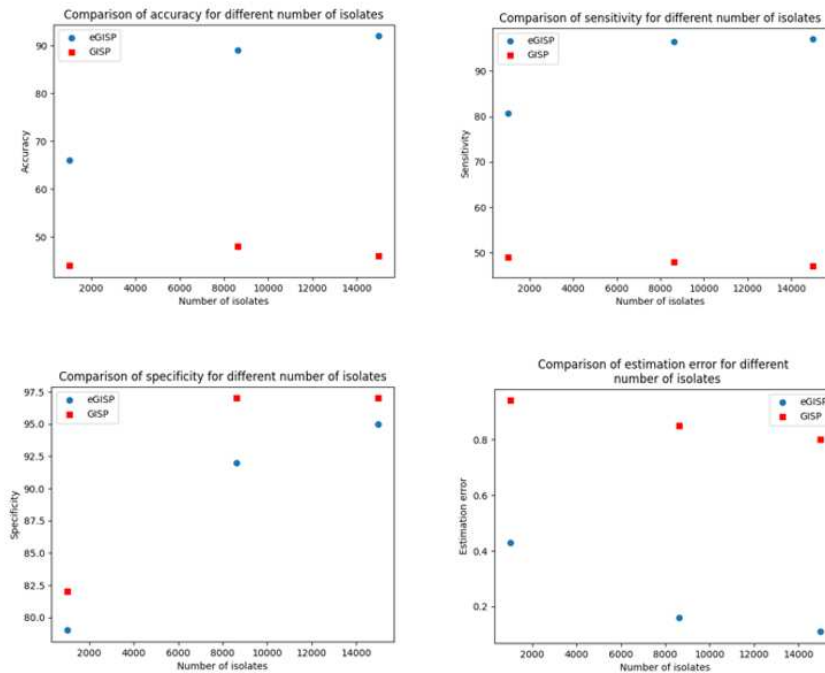 Comparison of accuracy for different number of isolates
eGISP
GISP
90
80
70
60
50
Accuracy
2000 4000 6000 8000 10000 12000 14000
Number of isolates
Comparison of sensitivity for different number of isolates
eGISP
GISP
90
80
70
60
50
Sensitivity
2000 4000 6000 8000 10000 12000 14000
Number of isolates
Comparison of specificity for different number of isolates
eGISP
GISP
97.5
95.0
92.5
90.0
87.5
85.0
82.5
80.0
Specificity
2000 4000 6000 8000 10000 12000 14000
Number of isolates
Comparison of estimation error for different
number of isolates
eGISP
GISP
0.8
0.6
0.4
0.2
Estimation error
2000 4000 6000 8000 10000 12000 14000
Number of isolates